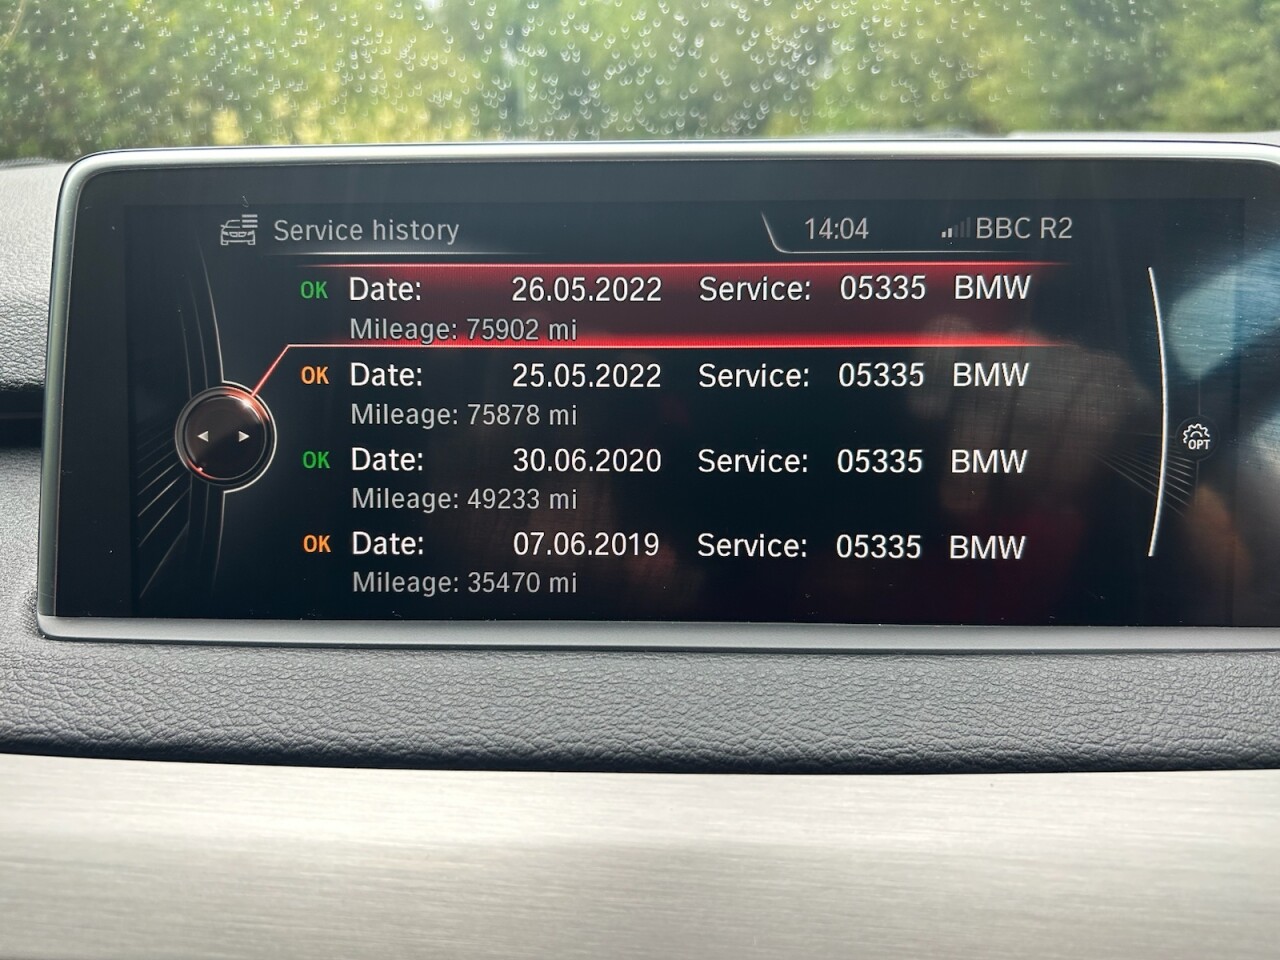 Service history 14:04 BBC R2
OK Date: 26.05.2022 Service: 05335 BMW
Mileage: 75902 mi
OK Date: 25.05.2022 Service: 05335 BMW
Mileage: 75878 mi
OK Date: 30.06.2020 Service: 05335 BMW
Mileage: 49233 mi
OK Date: 07.06.2019 Service: 05335 BMW
Mileage: 35470 mi
OPT